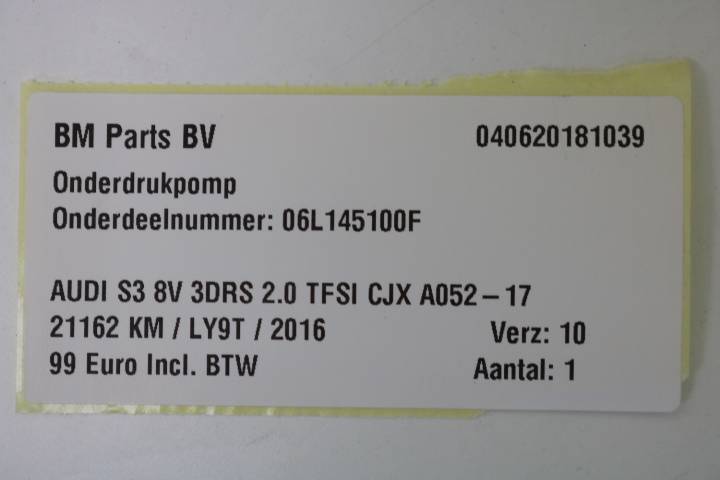 BM Parts BV 040620181039
Onderdrukpomp
Onderdeelnummer: 06L145100F
AUDI S3 8V 3DRS 2.0 TFSI CJX A052 – 17
21162 KM / LY9T / 2016 Verz: 10
99 Euro Incl. BTW Aantal: 1